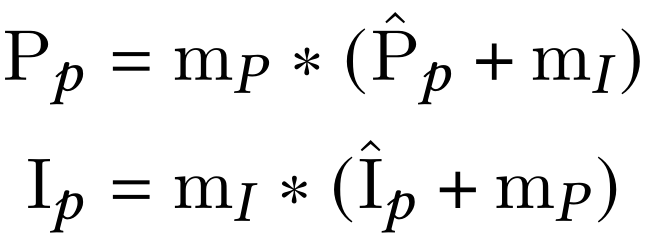 P_p = m_P * (P̂_p + m_I)
I_p = m_I * (Î_p + m_P)